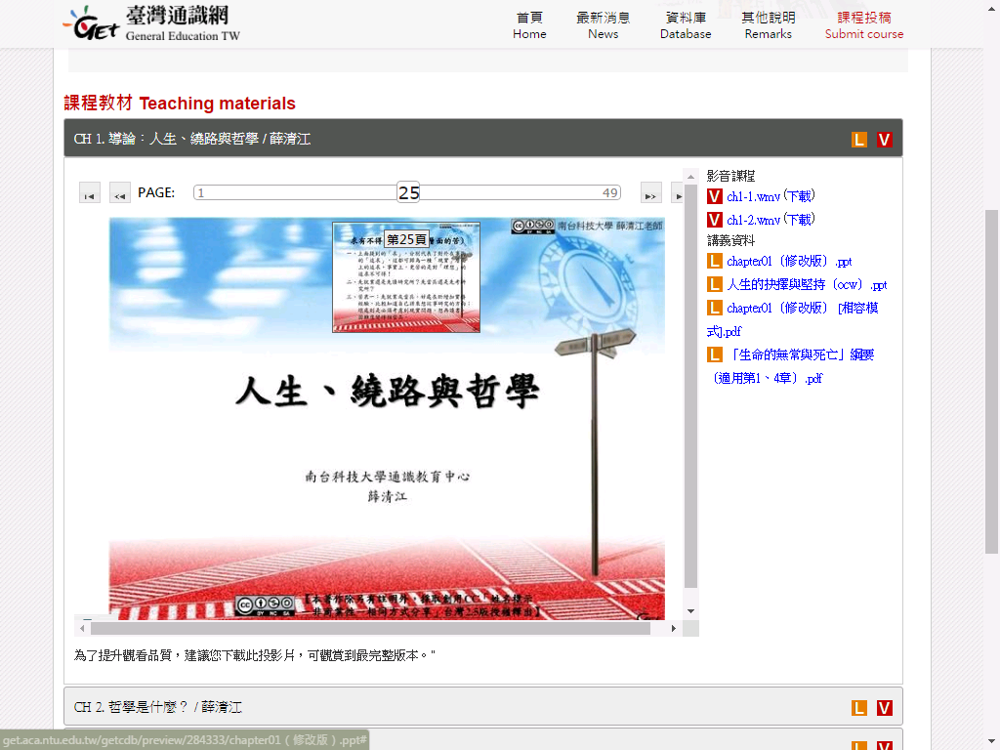 GET
臺灣通識網
General Education TW
首頁
Home
最新消息
News
資料庫
Database
其他說明
Remarks
課程投稿
Submit course
課程教材 Teaching materials
CH 1. 導論：人生、繞路與哲學 / 薛清江
L V
PAGE: 1 25 49
南台科技大學 薛清江老師
第25頁
求有不得
層面的苦)
人生、繞路與哲學
南台科技大學通識教育中心
薛清江
【本著作除另有註明外，採取創用CC「姓名標示
—非商業性—相同方式分享」台灣2.5版授權釋出】
影音課程
V ch1-1.wmv (下載)
V ch1-2.wmv (下載)
講義資料
L chapter01（修改版）.ppt
L 人生的抉擇與堅持（ocw）.ppt
L chapter01（修改版） [相容模
式].pdf
L 「生命的無常與死亡」綱要
（適用第1、4章）.pdf
為了提升觀看品質，建議您下載此投影片，可觀賞到最完整版本。"
CH 2. 哲學是什麼？ / 薛清江
L V
L V
get.aca.ntu.edu.tw/getcdb/preview/284333/chapter01（修改版）.ppt#